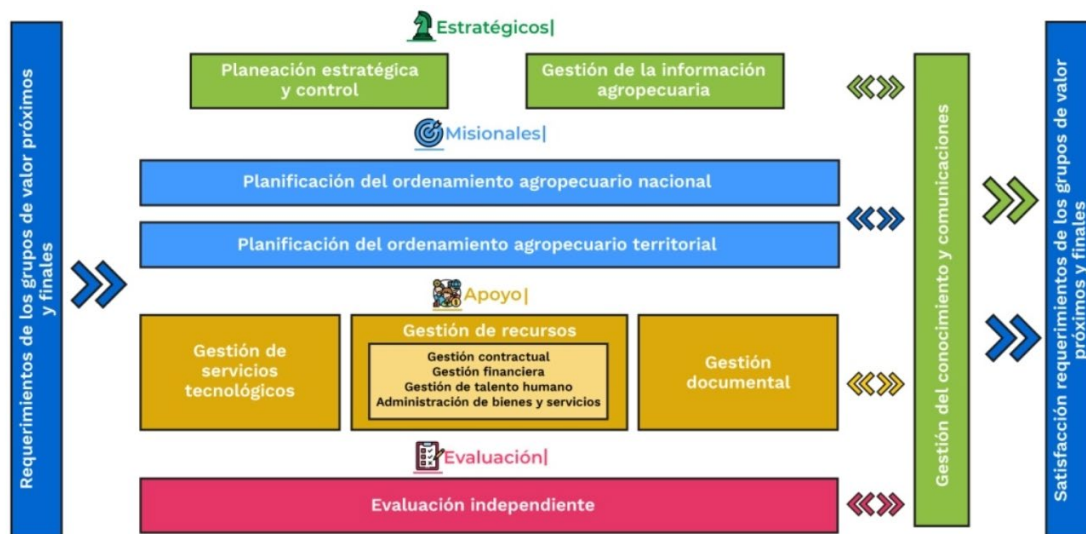 Requerimientos de los grupos de valor próximos
y finales
Estratégicos|
Planeación estratégica
y control
Gestión de la información
agropecuaria
Misionales|
Planificación del ordenamiento agropecuario nacional
Planificación del ordenamiento agropecuario territorial
Apoyo|
Gestión de
servicios
tecnológicos
Gestión de recursos
Gestión contractual
Gestión financiera
Gestión de talento humano
Administración de bienes y servicios
Gestión
documental
Evaluación|
Evaluación independiente
Gestión del conocimiento y comunicaciones
Satisfacción requerimientos de los grupos de valor
próximos y finales